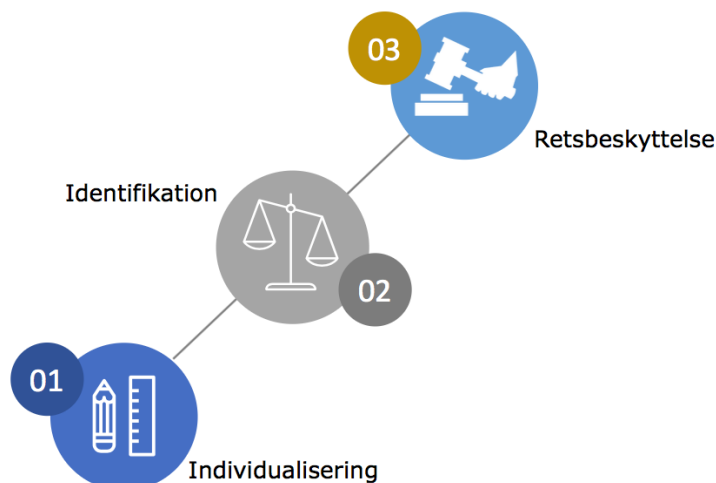 03
Retsbeskyttelse
Identifikation
02
01
Individualisering